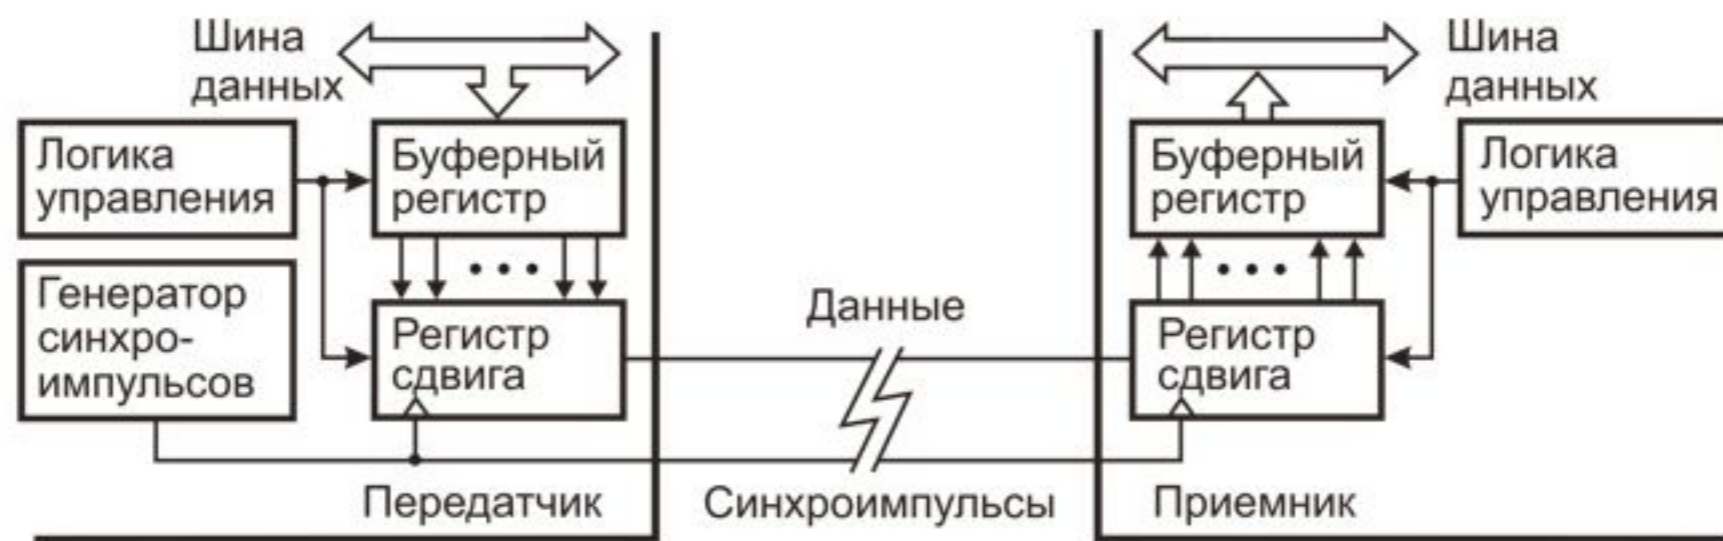 Шина
данных
Логика
управления
Буферный
регистр
Генератор
синхро-
импульсов
Регистр
сдвига
Передатчик
Данные
Синхроимпульсы
Шина
данных
Буферный
регистр
Логика
управления
Регистр
сдвига
Приемник